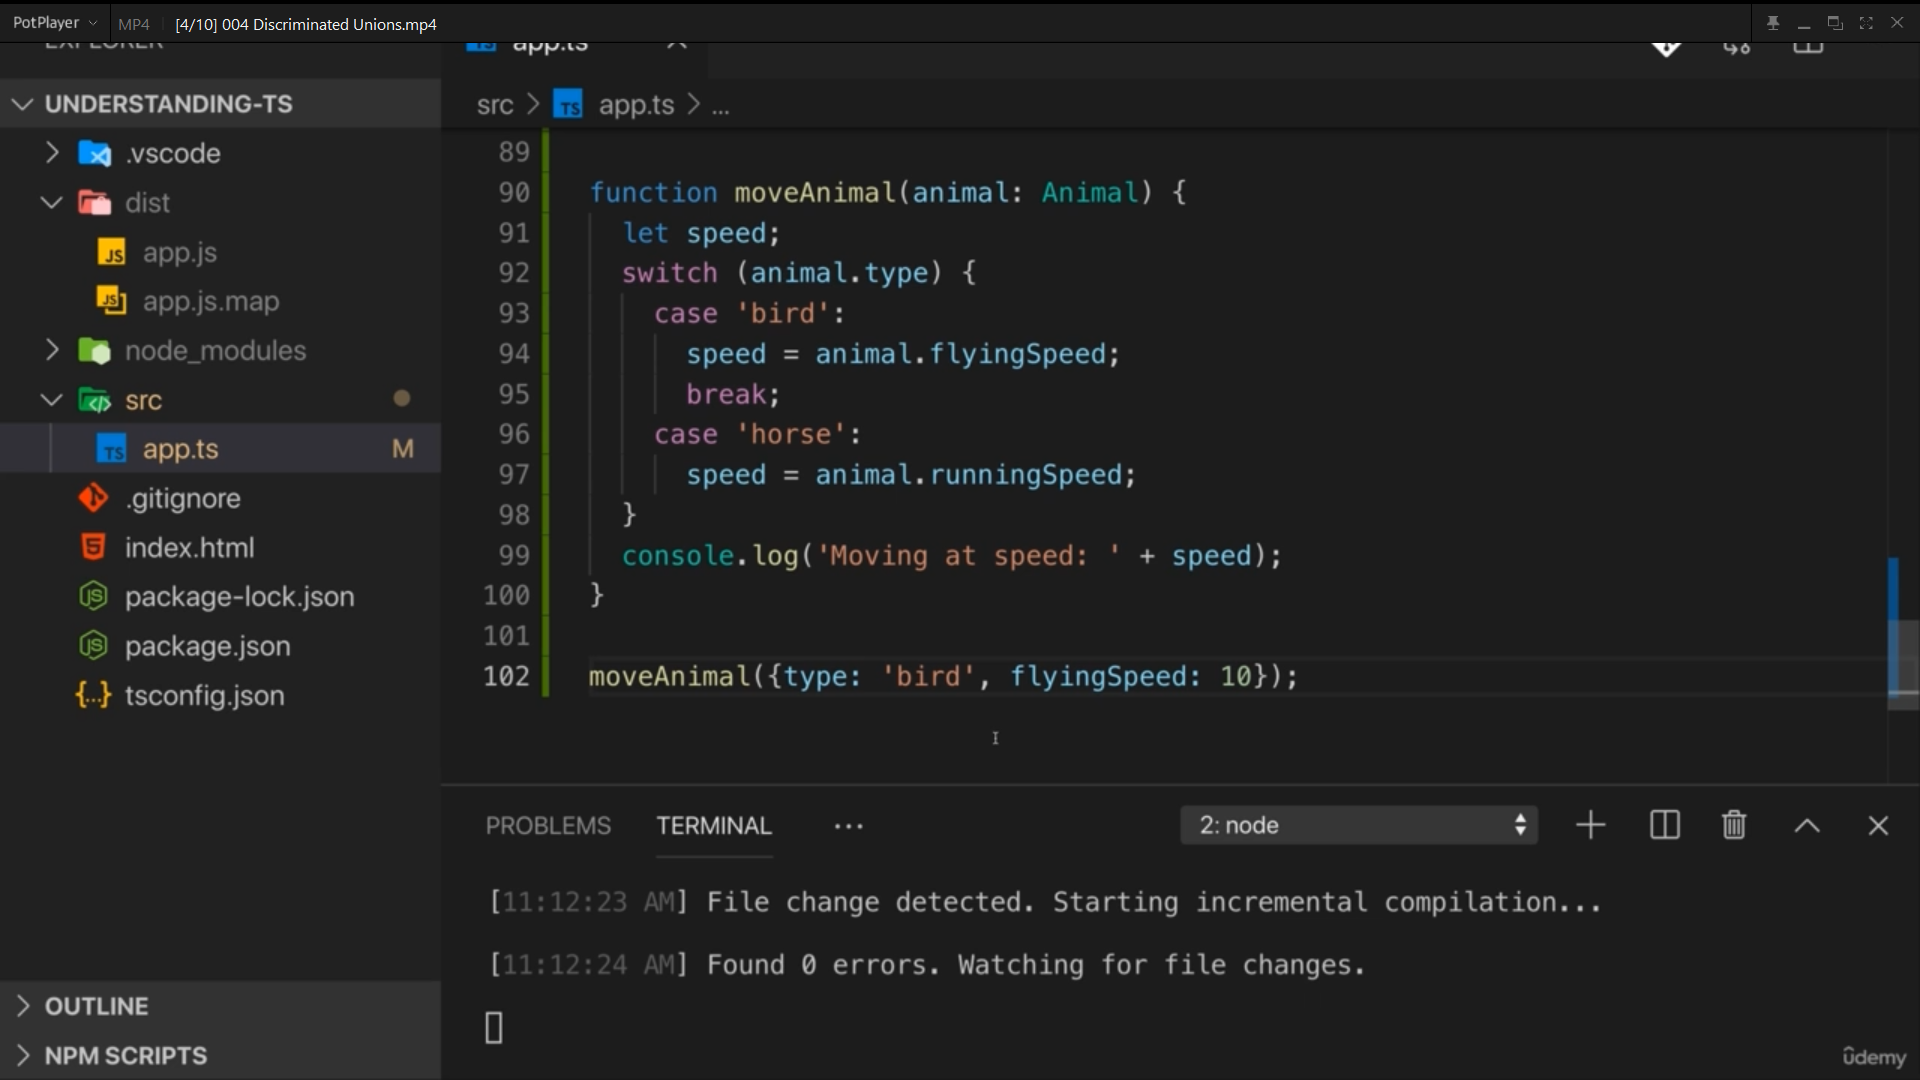 PotPlayer MP4 [4/10] 004 Discriminated Unions.mp4
EXPLORER
app.ts
UNDERSTANDING-TS
src > TS app.ts > ...
.vscode
dist
JS app.js
JS app.js.map
node_modules
src
TS app.ts M
.gitignore
index.html
package-lock.json
package.json
{..} tsconfig.json
OUTLINE
NPM SCRIPTS
89
90 function moveAnimal(animal: Animal) {
91 let speed;
92 switch (animal.type) {
93 case 'bird':
94 speed = animal.flyingSpeed;
95 break;
96 case 'horse':
97 speed = animal.runningSpeed;
98 }
99 console.log('Moving at speed: ' + speed);
100 }
101
102 moveAnimal({type: 'bird', flyingSpeed: 10});
PROBLEMS TERMINAL ... 2: node
[11:12:23 AM] File change detected. Starting incremental compilation...
[11:12:24 AM] Found 0 errors. Watching for file changes.
ûdemy